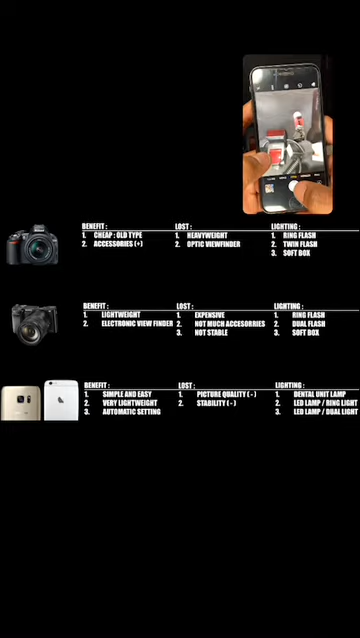 BENEFIT : LOST : LIGHTING :
1. CHEAP : OLD TYPE 1. HEAVYWEIGHT 1. RING FLASH
2. ACCESSORIES (+) 2. OPTIC VIEWFINDER 2. TWIN FLASH
3. SOFT BOX
BENEFIT : LOST : LIGHTING :
1. LIGHTWEIGHT 1. EXPENSIVE 1. RING FLASH
2. ELECTRONIC VIEW FINDER 2. NOT MUCH ACCESORRIES 2. DUAL FLASH
3. NOT STABLE 3. SOFT BOX
BENEFIT : LOST : LIGHTING :
1. SIMPLE AND EASY 1. PICTURE QUALITY ( - ) 1. DENTAL UNIT LAMP
2. VERY LIGHTWEIGHT 2. STABILITY ( - ) 2. LED LAMP / RING LIGHT
3. AUTOMATIC SETTING 3. LED LAMP / DUAL LIGHT